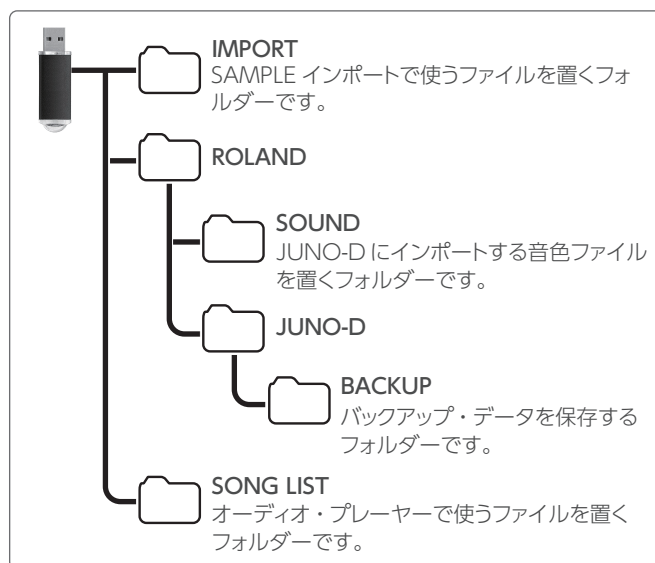 IMPORT
SAMPLE インポートで使うファイルを置くフォ
ルダーです。
ROLAND
SOUND
JUNO-D にインポートする音色ファイル
を置くフォルダーです。
JUNO-D
BACKUP
バックアップ・データを保存する
フォルダーです。
SONG LIST
オーディオ・プレーヤーで使うファイルを置く
フォルダーです。